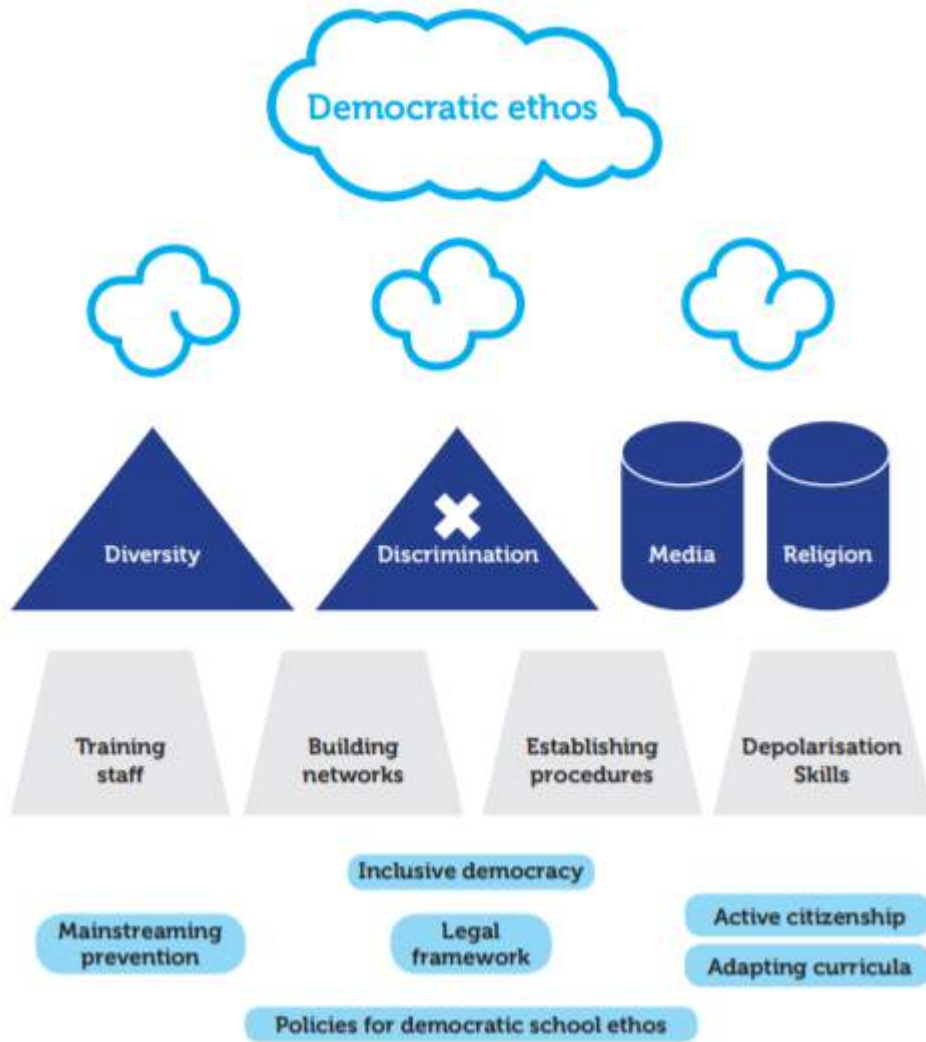 Democratic ethos
Diversity
Discrimination
Media
Religion
Training
staff
Building
networks
Establishing
procedures
Depolarisation
Skills
Inclusive democracy
Mainstreaming
prevention
Legal
framework
Active citizenship
Adapting curricula
Policies for democratic school ethos